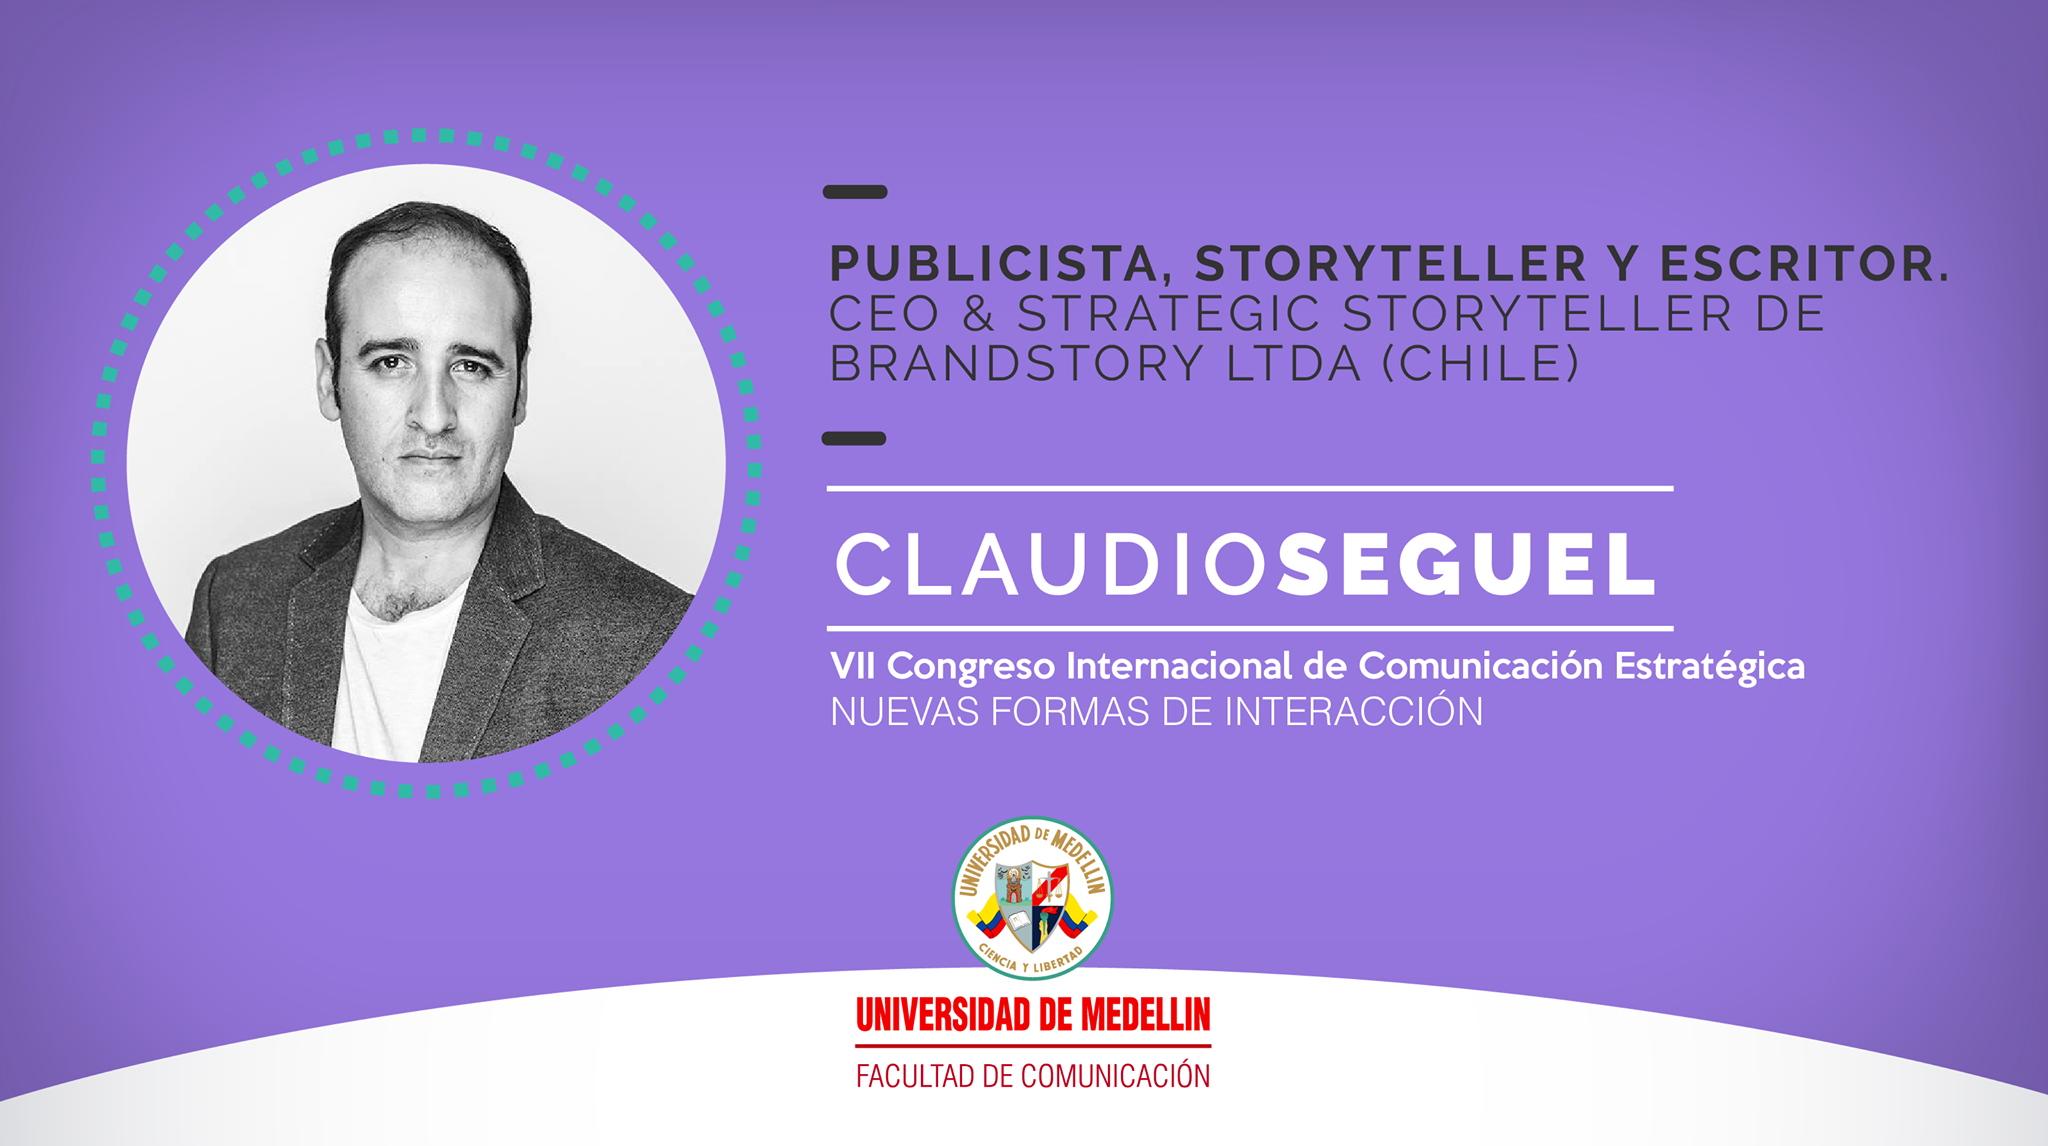 PUBLICISTA, STORYTELLER Y ESCRITOR.
CEO & STRATEGIC STORYTELLER DE
BRANDSTORY LTDA (CHILE)
CLAUDIOSEGUEL
VII Congreso Internacional de Comunicación Estratégica
NUEVAS FORMAS DE INTERACCIÓN
UNIVERSIDAD DE MEDELLIN
CIENCIA Y LIBERTAD
UNIVERSIDAD DE MEDELLIN
FACULTAD DE COMUNICACIÓN